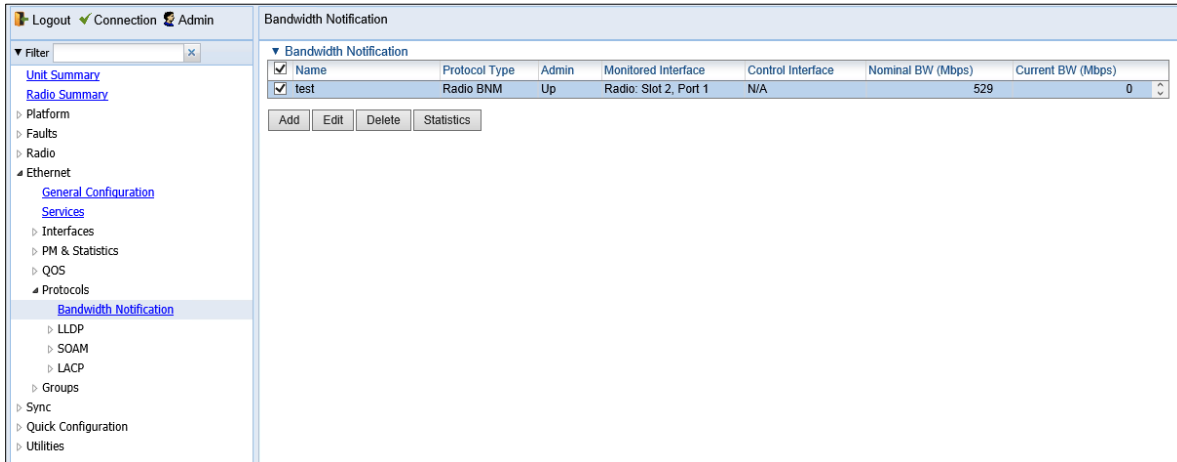 Logout Connection Admin
Bandwidth Notification
Filter
Unit Summary
Radio Summary
Platform
Faults
Radio
Ethernet
General Configuration
Services
Interfaces
PM & Statistics
QOS
Protocols
Bandwidth Notification
LLDP
SOAM
LACP
Groups
Sync
Quick Configuration
Utilities
Bandwidth Notification
Name Protocol Type Admin Monitored Interface Control Interface Nominal BW (Mbps) Current BW (Mbps)
test Radio BNM Up Radio: Slot 2, Port 1 N/A 529 0
Add Edit Delete Statistics